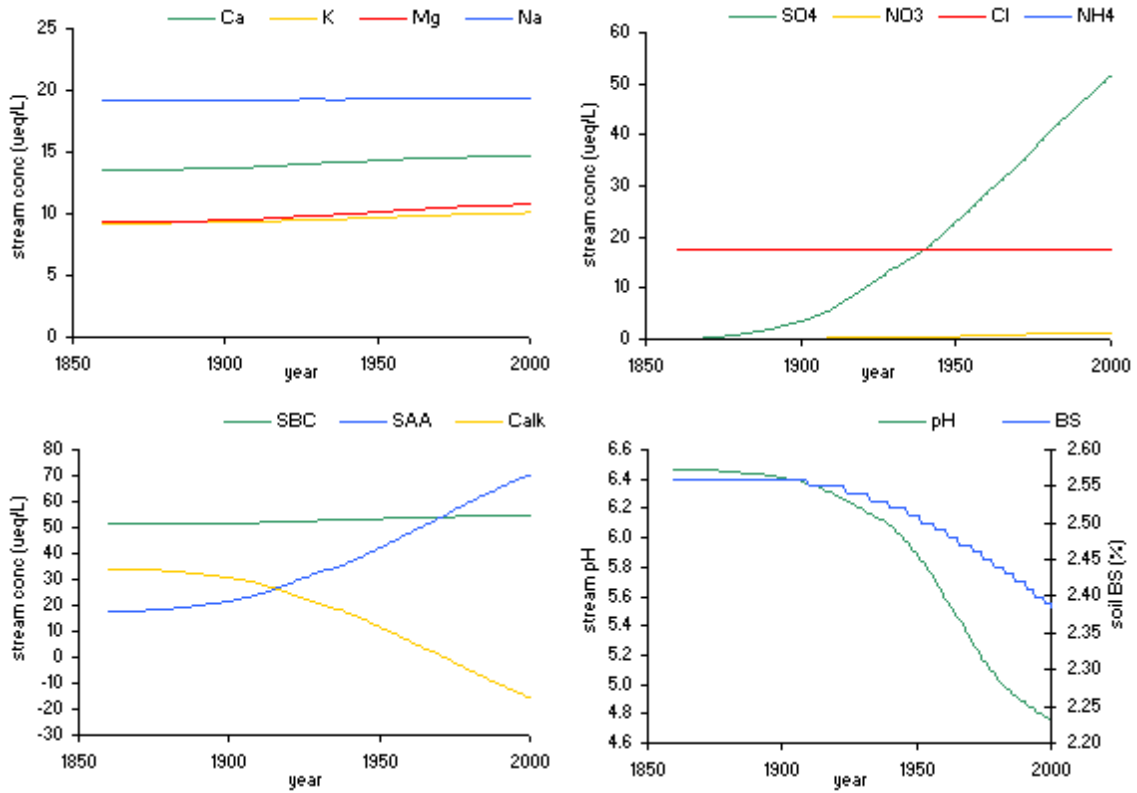 Ca K Mg Na
25
20
15
10
5
0
stream conc (ueq/L)
1850 1900 1950 2000
year
SO4 NO3 Cl NH4
60
50
40
30
20
10
0
stream conc (ueq/L)
1850 1900 1950 2000
year
SBC SAA Calk
80
70
60
50
40
30
20
10
0
-10
-20
-30
stream conc (ueq/L)
1850 1900 1950 2000
year
pH BS
6.6
6.4
6.2
6.0
5.8
5.6
5.4
5.2
5.0
4.8
4.6
stream pH
2.60
2.55
2.50
2.45
2.40
2.35
2.30
2.25
2.20
soil BS (%)
1850 1900 1950 2000
year